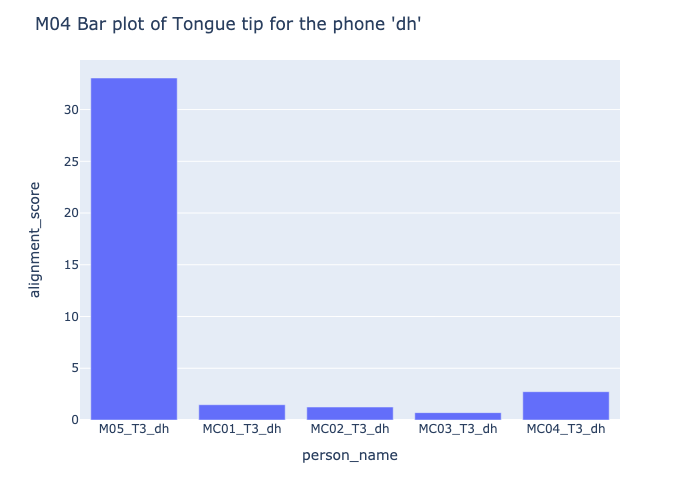 M04 Bar plot of Tongue tip for the phone 'dh'
alignment_score
30
25
20
15
10
5
0
M05_T3_dh MC01_T3_dh MC02_T3_dh MC03_T3_dh MC04_T3_dh
person_name